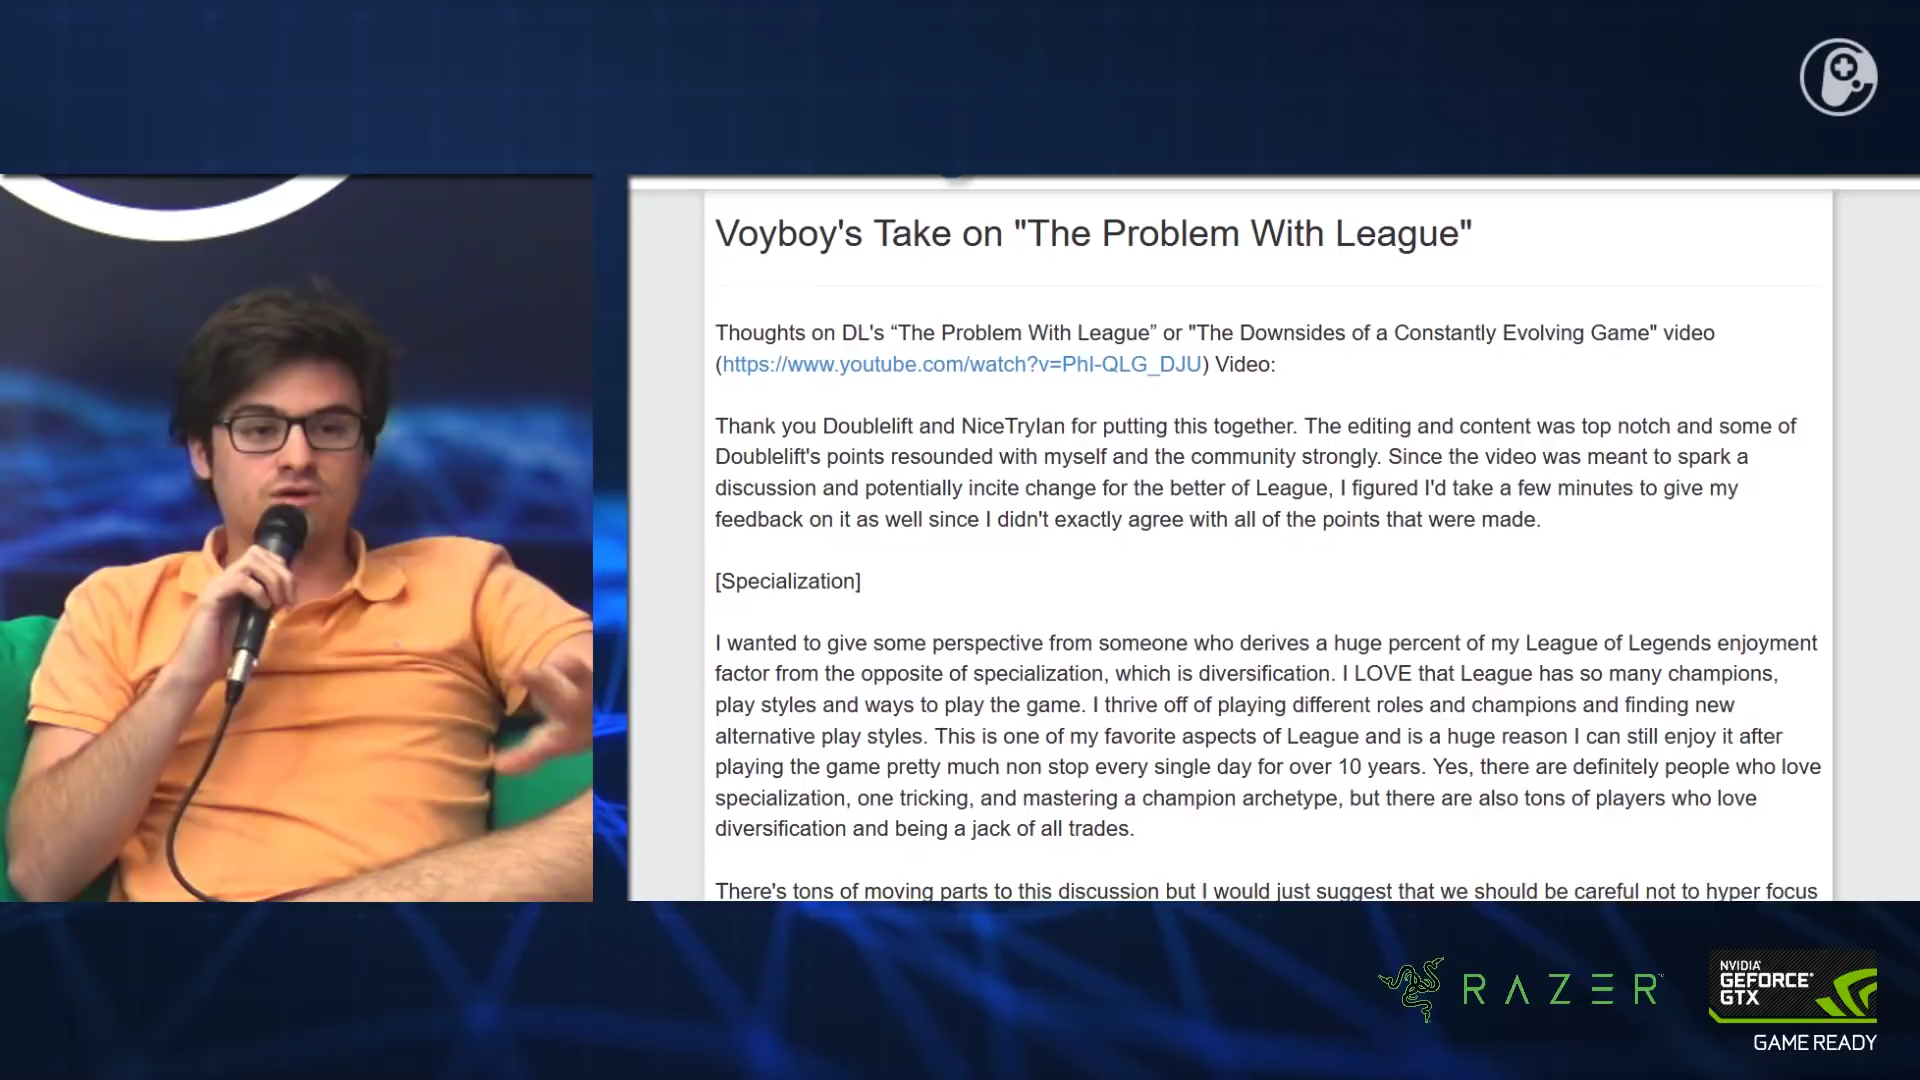 Voyboy's Take on "The Problem With League"
Thoughts on DL's “The Problem With League” or "The Downsides of a Constantly Evolving Game" video
(https://www.youtube.com/watch?v=PhI-QLG_DJU) Video:
Thank you Doublelift and NiceTryIan for putting this together. The editing and content was top notch and some of
Doublelift's points resounded with myself and the community strongly. Since the video was meant to spark a
discussion and potentially incite change for the better of League, I figured I'd take a few minutes to give my
feedback on it as well since I didn't exactly agree with all of the points that were made.
[Specialization]
I wanted to give some perspective from someone who derives a huge percent of my League of Legends enjoyment
factor from the opposite of specialization, which is diversification. I LOVE that League has so many champions,
play styles and ways to play the game. I thrive off of playing different roles and champions and finding new
alternative play styles. This is one of my favorite aspects of League and is a huge reason I can still enjoy it after
playing the game pretty much non stop every single day for over 10 years. Yes, there are definitely people who love
specialization, one tricking, and mastering a champion archetype, but there are also tons of players who love
diversification and being a jack of all trades.
There's tons of moving parts to this discussion but I would just suggest that we should be careful not to hyper focus
RAZER™
NVIDIA®
GEFORCE®
GTX
GAME READY